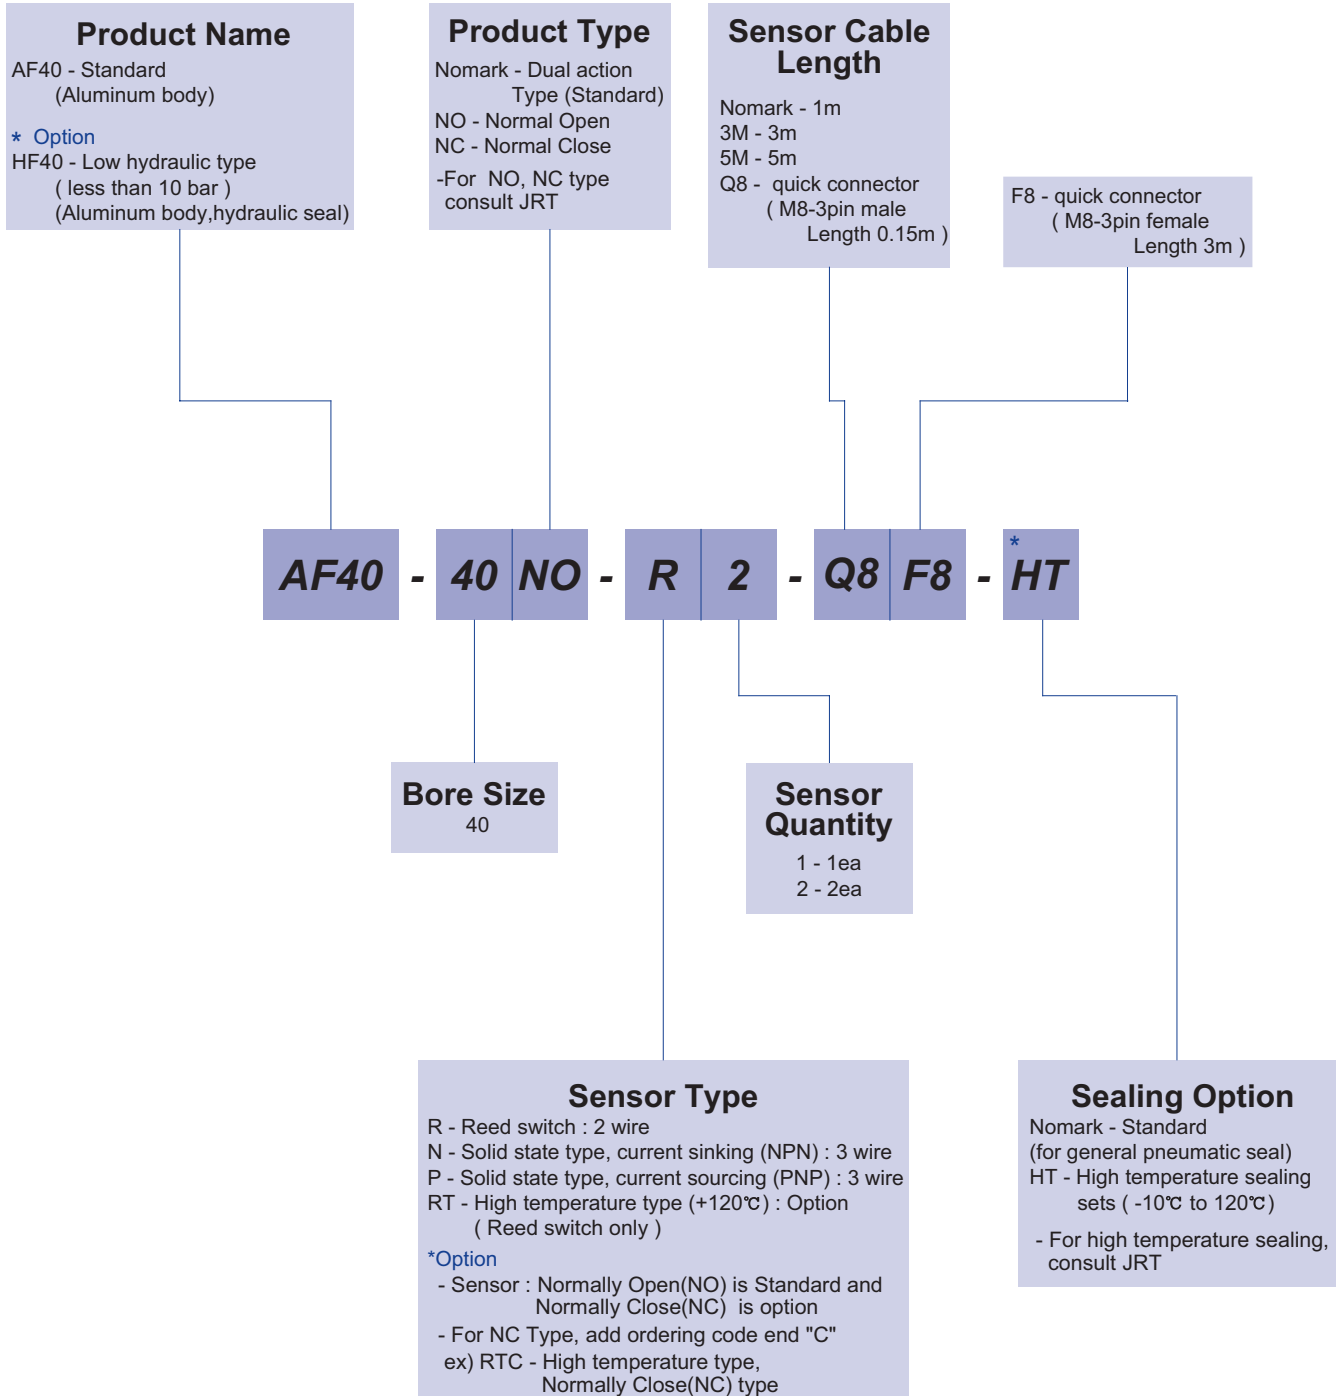 Product Name
AF40 - Standard
(Aluminum body)
* Option
HF40 - Low hydraulic type
( less than 10 bar )
(Aluminum body,hydraulic seal)
Product Type
Nomark - Dual action
Type (Standard)
NO - Normal Open
NC - Normal Close
-For NO, NC type
consult JRT
Sensor Cable
Length
Nomark - 1m
3M - 3m
5M - 5m
Q8 - quick connector
( M8-3pin male
Length 0.15m )
F8 - quick connector
( M8-3pin female
Length 3m )
AF40 - 40 NO - R 2 - Q8 F8 - *HT
Bore Size
40
Sensor
Quantity
1 - 1ea
2 - 2ea
Sensor Type
R - Reed switch : 2 wire
N - Solid state type, current sinking (NPN) : 3 wire
P - Solid state type, current sourcing (PNP) : 3 wire
RT - High temperature type (+120℃) : Option
( Reed switch only )
*Option
- Sensor : Normally Open(NO) is Standard and
Normally Close(NC) is option
- For NC Type, add ordering code end "C"
ex) RTC - High temperature type,
Normally Close(NC) type
Sealing Option
Nomark - Standard
(for general pneumatic seal)
HT - High temperature sealing
sets ( -10℃ to 120℃)
- For high temperature sealing,
consult JRT